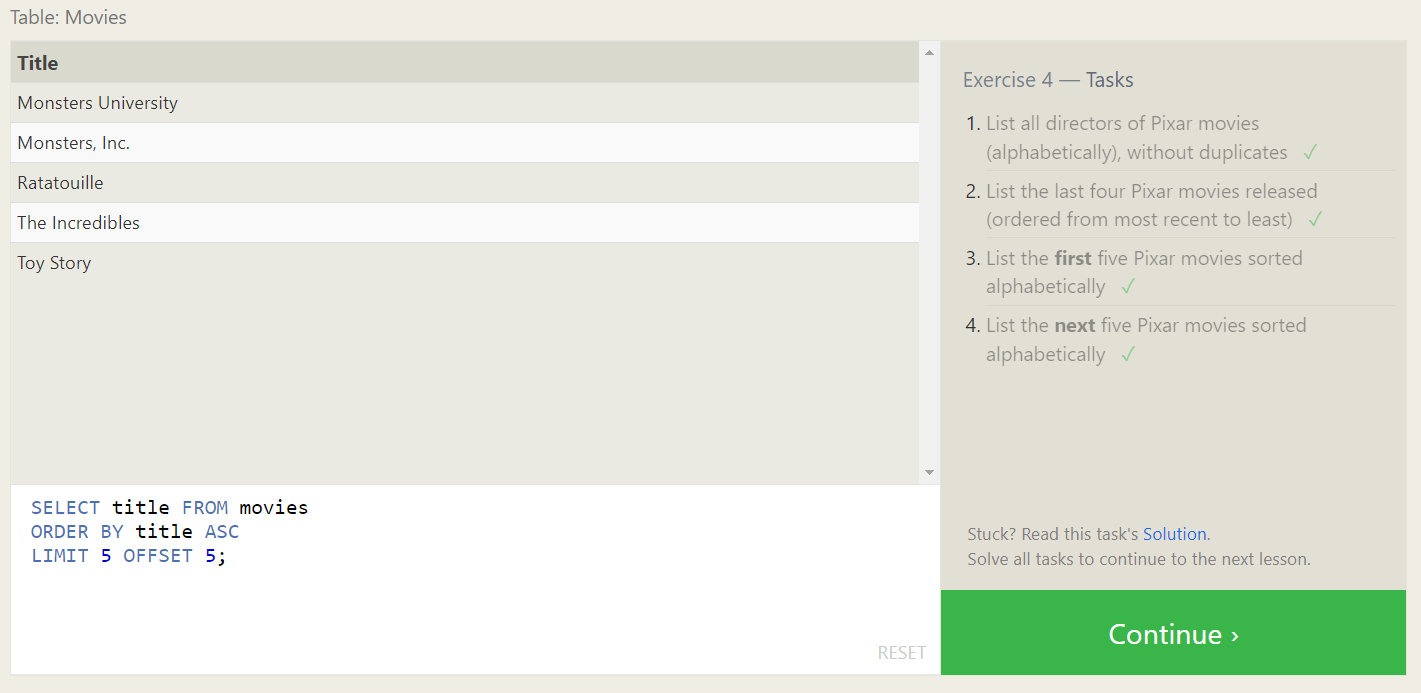 Table: Movies
Title
Monsters University
Monsters, Inc.
Ratatouille
The Incredibles
Toy Story
SELECT title FROM movies
ORDER BY title ASC
LIMIT 5 OFFSET 5;
RESET
Exercise 4 — Tasks
1. List all directors of Pixar movies
(alphabetically), without duplicates ✓
2. List the last four Pixar movies released
(ordered from most recent to least) ✓
3. List the first five Pixar movies sorted
alphabetically ✓
4. List the next five Pixar movies sorted
alphabetically ✓
Stuck? Read this task's Solution.
Solve all tasks to continue to the next lesson.
Continue ›